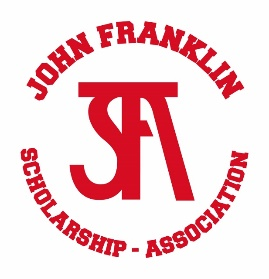 JOHN FRANKLIN
JFA
SCHOLARSHIP - ASSOCIATION